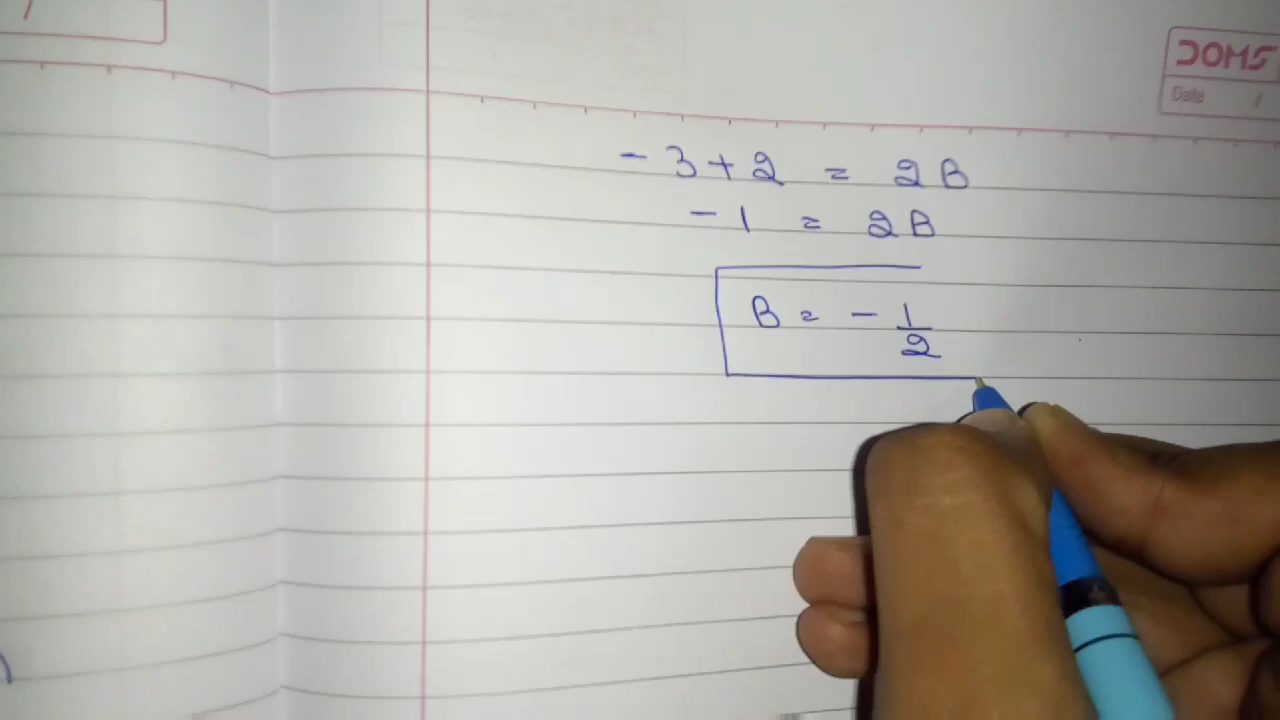 DOMS
Date /
- 3 + 2 = 2B
- 1 = 2B
B = - 1/2